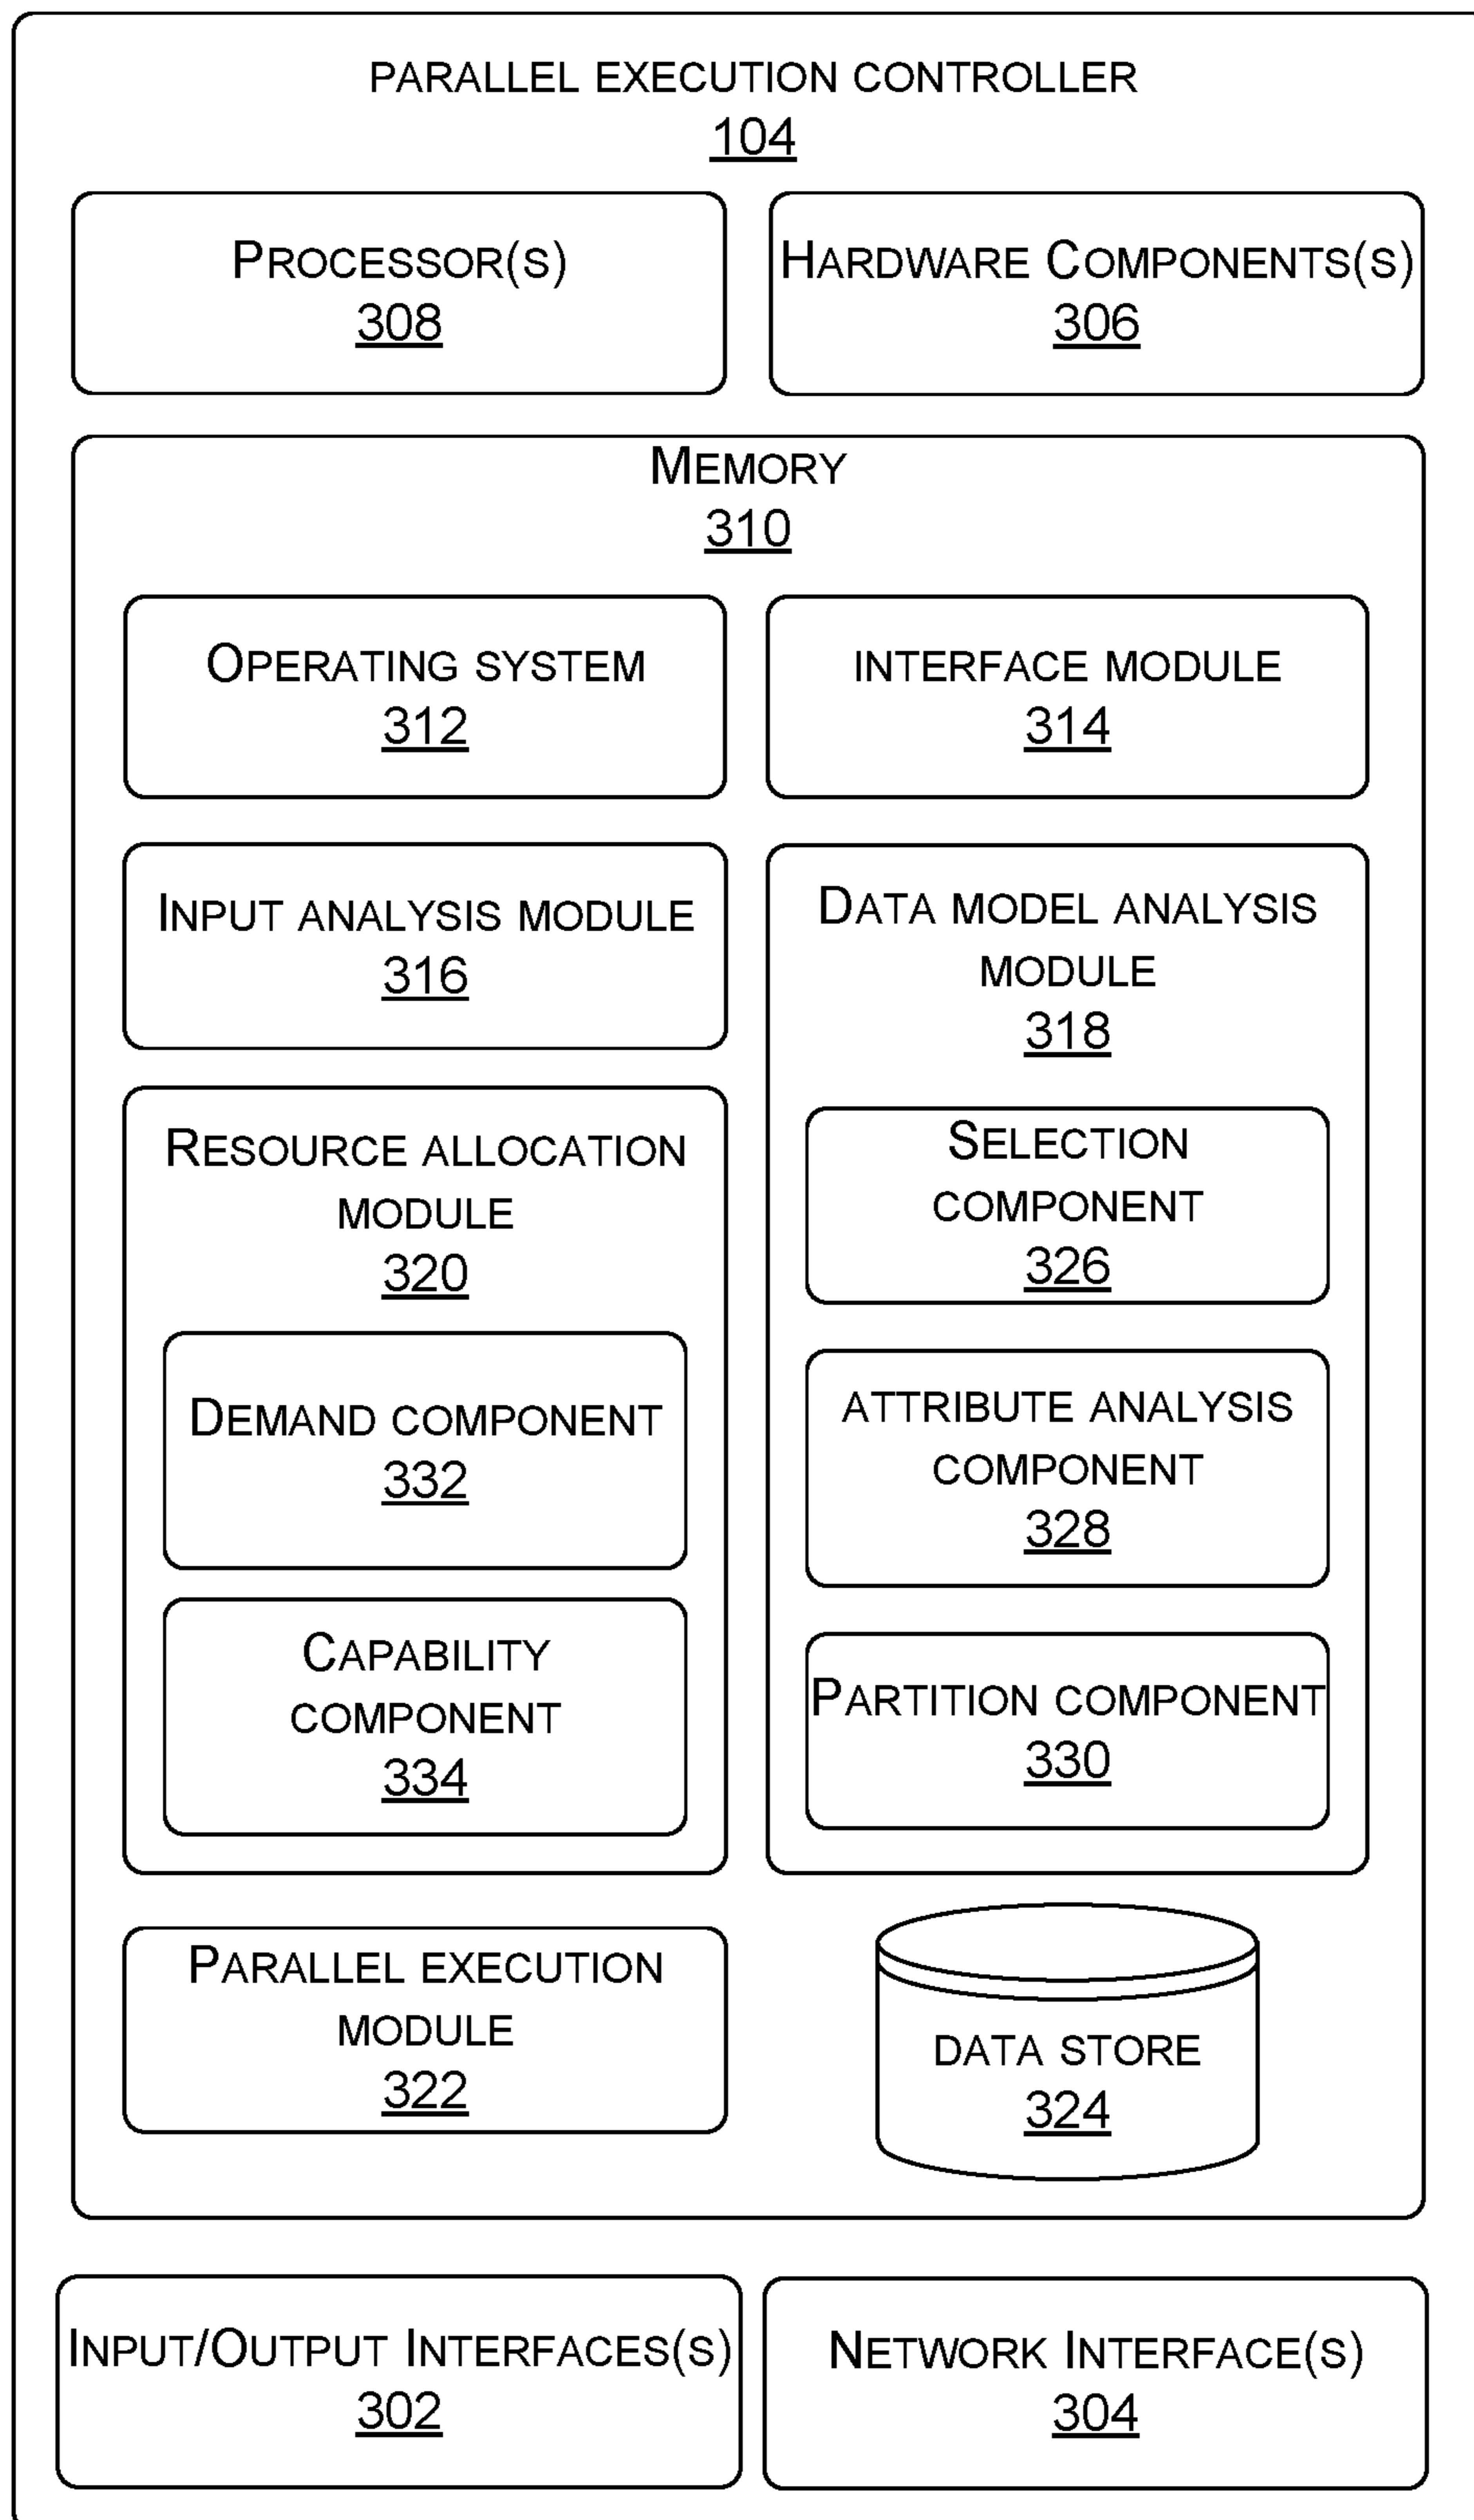 PARALLEL EXECUTION CONTROLLER
104
PROCESSOR(S)
308
HARDWARE COMPONENTS(S)
306
MEMORY
310
OPERATING SYSTEM
312
INTERFACE MODULE
314
INPUT ANALYSIS MODULE
316
DATA MODEL ANALYSIS
MODULE
318
RESOURCE ALLOCATION
MODULE
320
SELECTION
COMPONENT
326
DEMAND COMPONENT
332
ATTRIBUTE ANALYSIS
COMPONENT
328
CAPABILITY
COMPONENT
334
PARTITION COMPONENT
330
PARALLEL EXECUTION
MODULE
322
DATA STORE
324
INPUT/OUTPUT INTERFACES(S)
302
NETWORK INTERFACE(S)
304